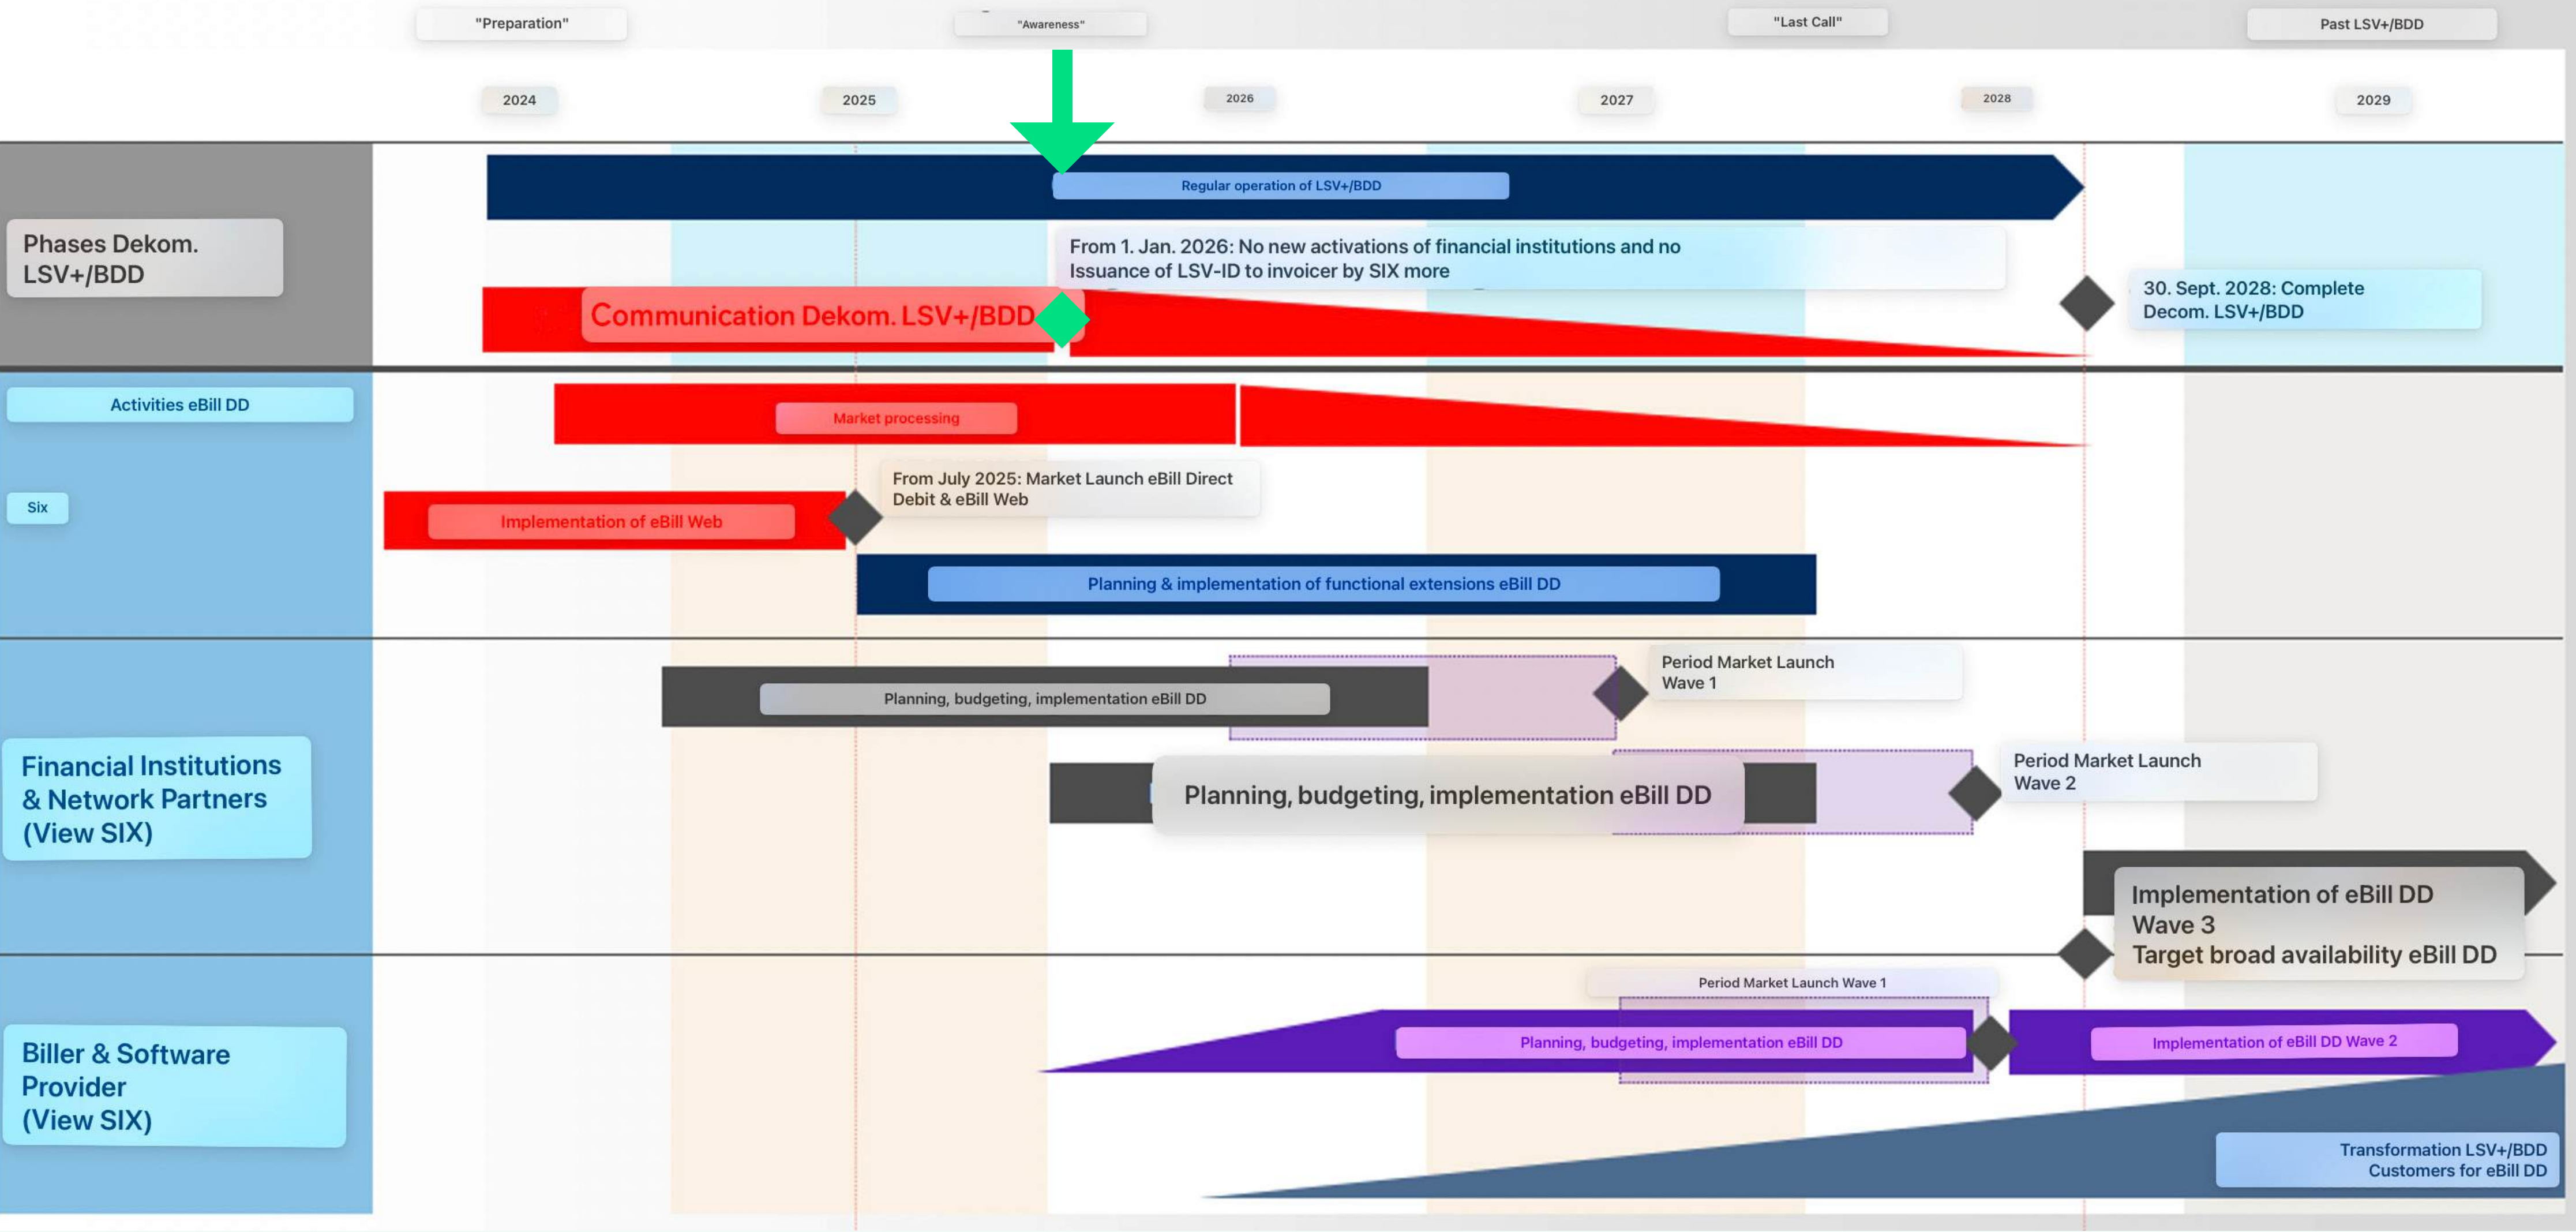 "Preparation"
"Awareness"
"Last Call"
Past LSV+/BDD
2024
2025
2026
2027
2028
2029
Phases Dekom.
LSV+/BDD
Regular operation of LSV+/BDD
From 1. Jan. 2026: No new activations of financial institutions and no
Issuance of LSV-ID to invoicer by SIX more
Communication Dekom. LSV+/BDD
30. Sept. 2028: Complete
Decom. LSV+/BDD
Activities eBill DD
Market processing
Six
From July 2025: Market Launch eBill Direct
Debit & eBill Web
Implementation of eBill Web
Planning & implementation of functional extensions eBill DD
Financial Institutions
& Network Partners
(View SIX)
Planning, budgeting, implementation eBill DD
Period Market Launch
Wave 1
Planning, budgeting, implementation eBill DD
Period Market Launch
Wave 2
Implementation of eBill DD
Wave 3
Target broad availability eBill DD
Biller & Software
Provider
(View SIX)
Period Market Launch Wave 1
Planning, budgeting, implementation eBill DD
Implementation of eBill DD Wave 2
Transformation LSV+/BDD
Customers for eBill DD